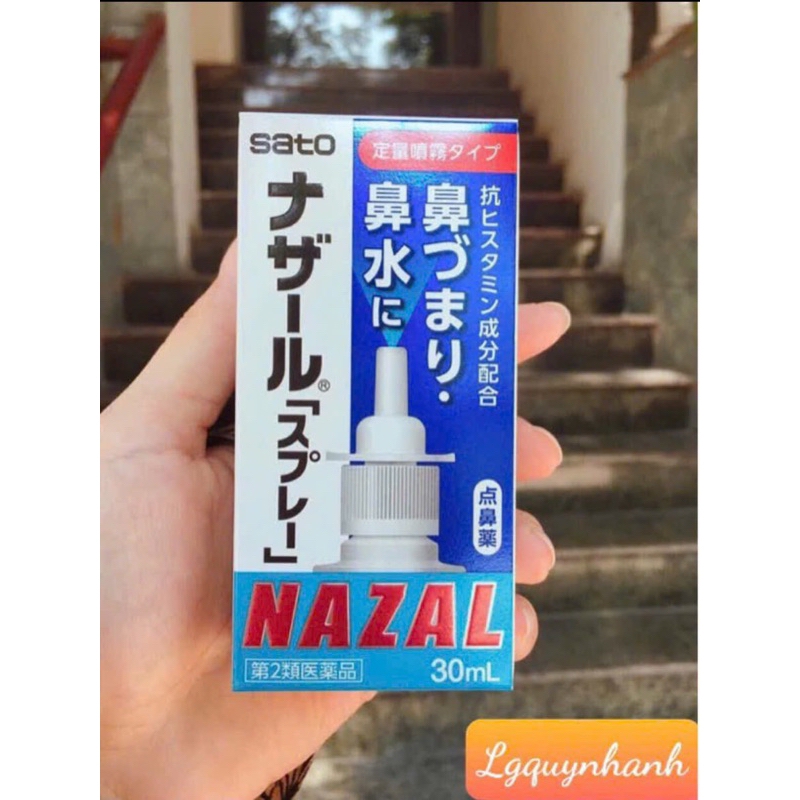 sato
定量噴霧タイプ
抗ヒスタミン成分配合
鼻づまり・
鼻水に
ナザール®「スプレー」
点鼻薬
NAZAL
第2類医薬品
30mL
Lgquynhanh